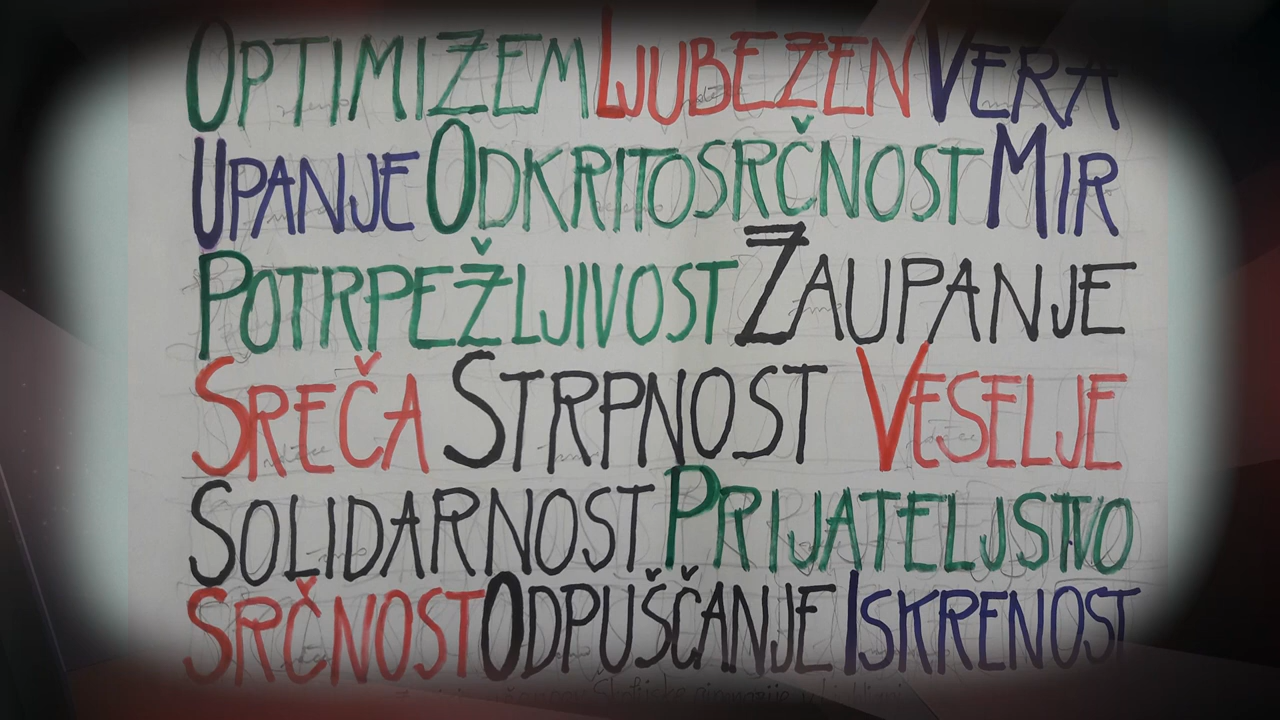 OPTIMIZEM LJUBEZEN VERA
UPANJE ODKRITOSRČNOST MIR
POTRPEŽLJIVOST ZAUPANJE
SREČA STRPNOST VESELJE
SOLIDARNOST PRIJATELJSTVO
SRČNOST ODPUŠČANJE ISKRENOST